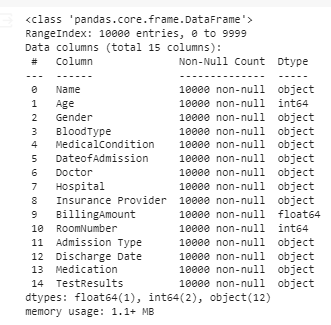 <class 'pandas.core.frame.DataFrame'>
RangeIndex: 10000 entries, 0 to 9999
Data columns (total 15 columns):
 #   Column              Non-Null Count  Dtype
---  ------              --------------  -----
 0   Name                10000 non-null  object
 1   Age                 10000 non-null  int64
 2   Gender              10000 non-null  object
 3   BloodType           10000 non-null  object
 4   MedicalCondition    10000 non-null  object
 5   DateofAdmission     10000 non-null  object
 6   Doctor              10000 non-null  object
 7   Hospital            10000 non-null  object
 8   Insurance Provider  10000 non-null  object
 9   BillingAmount       10000 non-null  float64
 10  RoomNumber          10000 non-null  int64
 11  Admission Type      10000 non-null  object
 12  Discharge Date      10000 non-null  object
 13  Medication          10000 non-null  object
 14  TestResults         10000 non-null  object
dtypes: float64(1), int64(2), object(12)
memory usage: 1.1+ MB